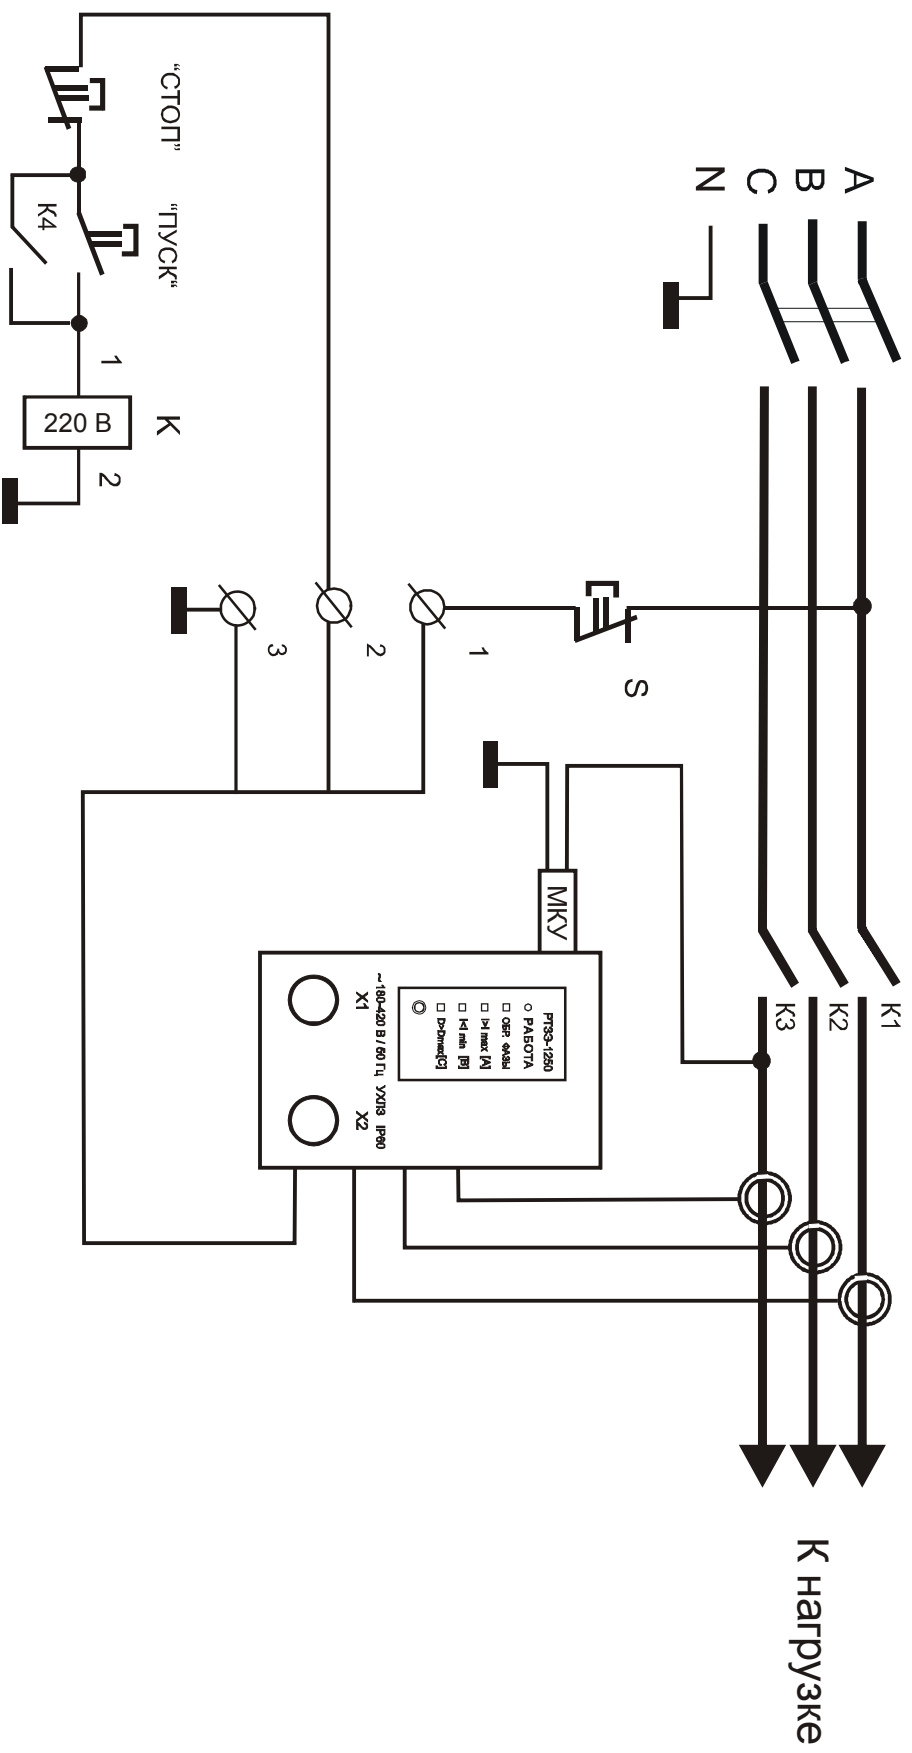 A
B
C
N
K1
K2
K3
К нагрузке
S
1
2
3
МКУ
РТЗЭ-1250
РАБОТА
ОБР. ФАЗЫ
I>I max [A]
I<I min [B]
D>Dmax[C]
~180-420 В / 50 Гц УХЛ3 IP60
X1
X2
"СТОП"
"ПУСК"
K4
1
220 В
2
K